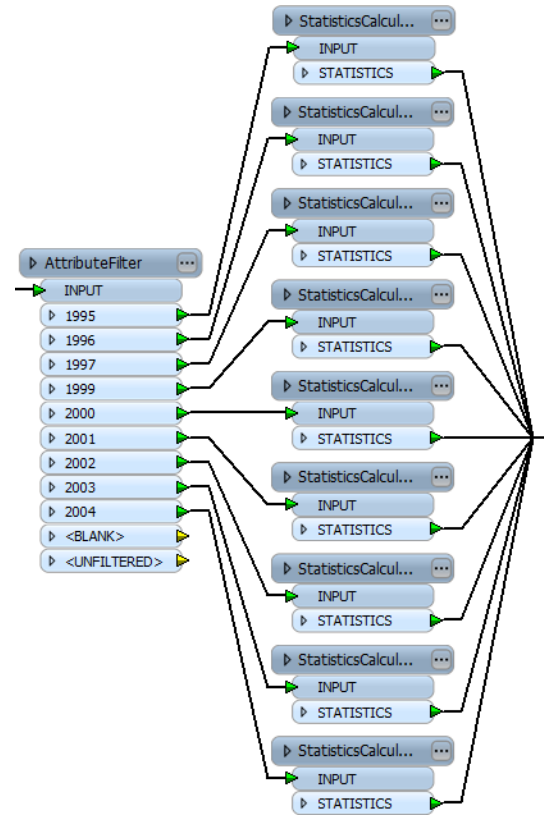 StatisticsCalcul...
INPUT
STATISTICS
StatisticsCalcul...
INPUT
STATISTICS
StatisticsCalcul...
INPUT
STATISTICS
AttributeFilter
INPUT
1995
1996
1997
1999
2000
2001
2002
2003
2004
<BLANK>
<UNFILTERED>
StatisticsCalcul...
INPUT
STATISTICS
StatisticsCalcul...
INPUT
STATISTICS
StatisticsCalcul...
INPUT
STATISTICS
StatisticsCalcul...
INPUT
STATISTICS
StatisticsCalcul...
INPUT
STATISTICS
StatisticsCalcul...
INPUT
STATISTICS